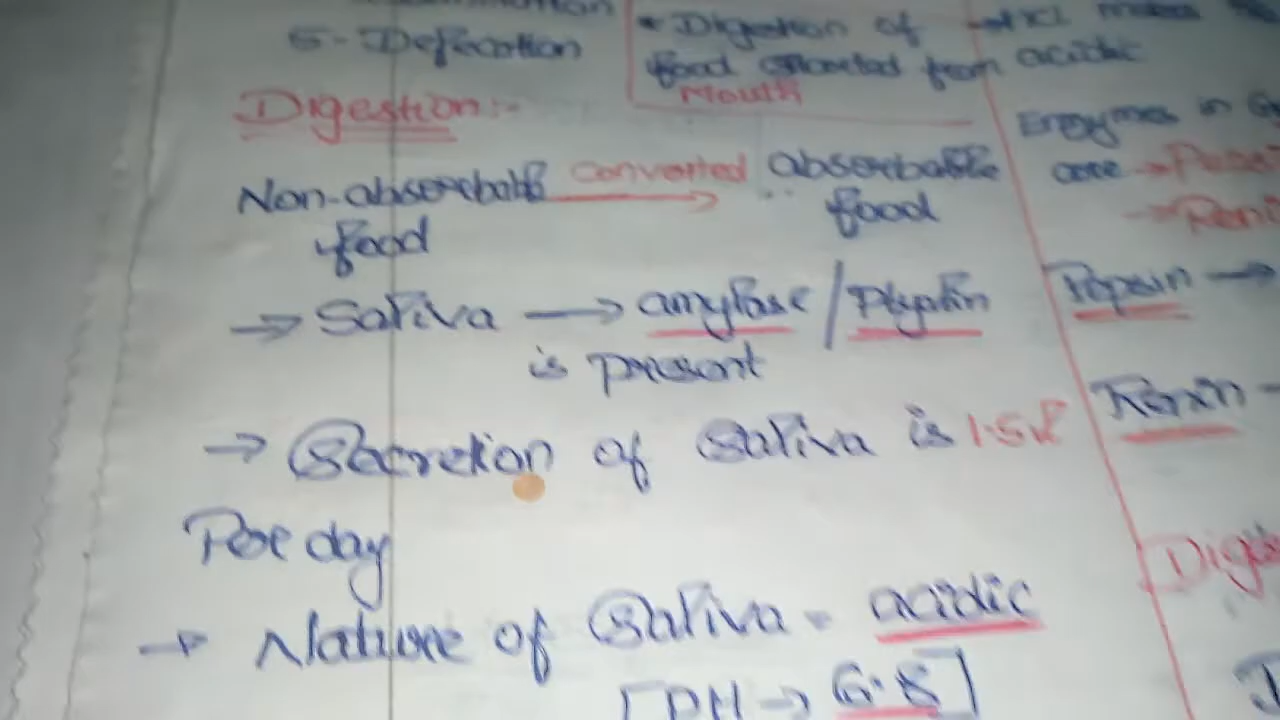 5- Defecation
Digestion:-
Non-absorbable converted absorbable
food food
→ Saliva → amylase / Ptyalin
is present
→ Secretion of Saliva is 1.5L
Per day
→ Nature of Saliva = acidic
[PH → 6.8]
* Digestion of
food started from
Mouth
→ HCl makes
acidic
Enzymes in
are →
Pepsin →
Renin -